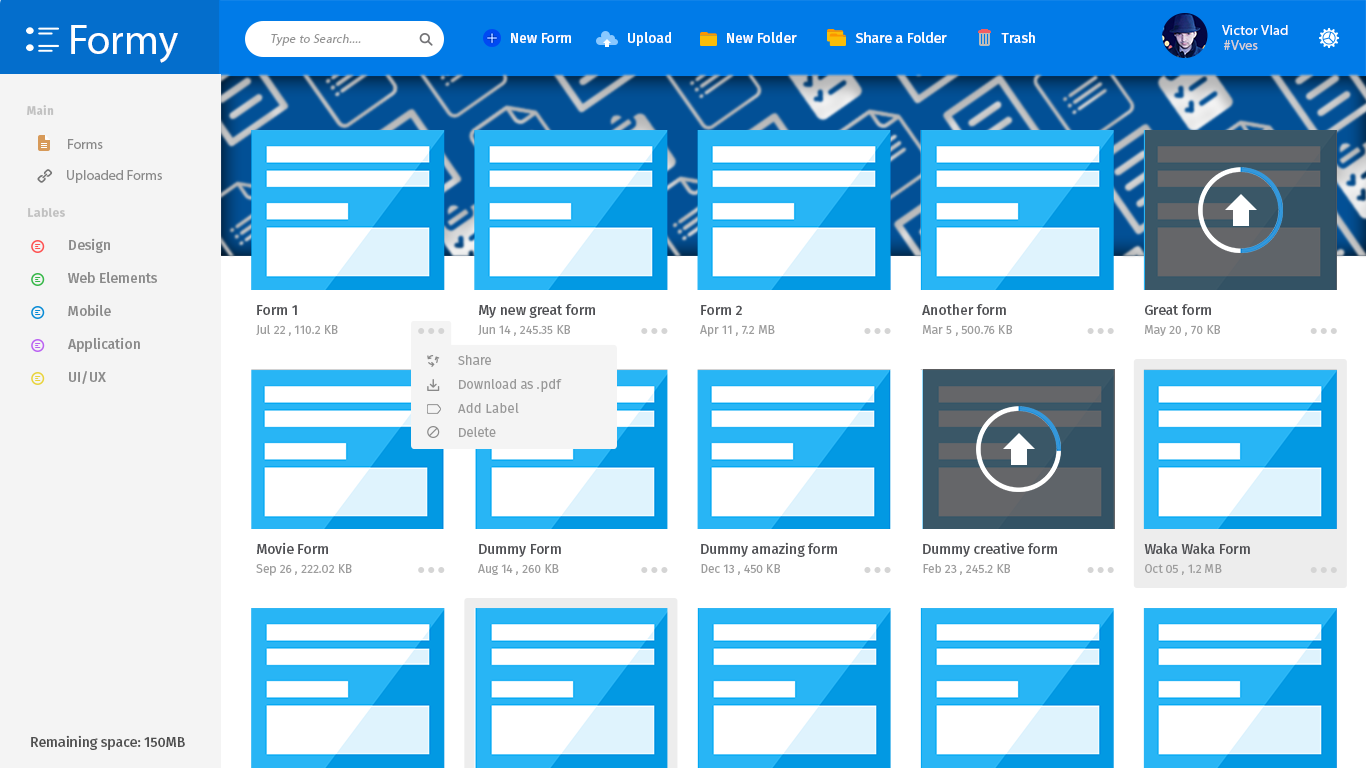 Formy
Type to Search....
New Form
Upload
New Folder
Share a Folder
Trash
Victor Vlad
#Vves
Main
Forms
Uploaded Forms
Lables
Design
Web Elements
Mobile
Application
UI/UX
Remaining space: 150MB
Form 1
Jul 22 , 110.2 KB
My new great form
Jun 14 , 245.35 KB
Form 2
Apr 11 , 7.2 MB
Another form
Mar 5 , 500.76 KB
Great form
May 20 , 70 KB
Share
Download as .pdf
Add Label
Delete
Movie Form
Sep 26 , 222.02 KB
Dummy Form
Aug 14 , 260 KB
Dummy amazing form
Dec 13 , 450 KB
Dummy creative form
Feb 23 , 245.2 KB
Waka Waka Form
Oct 05 , 1.2 MB